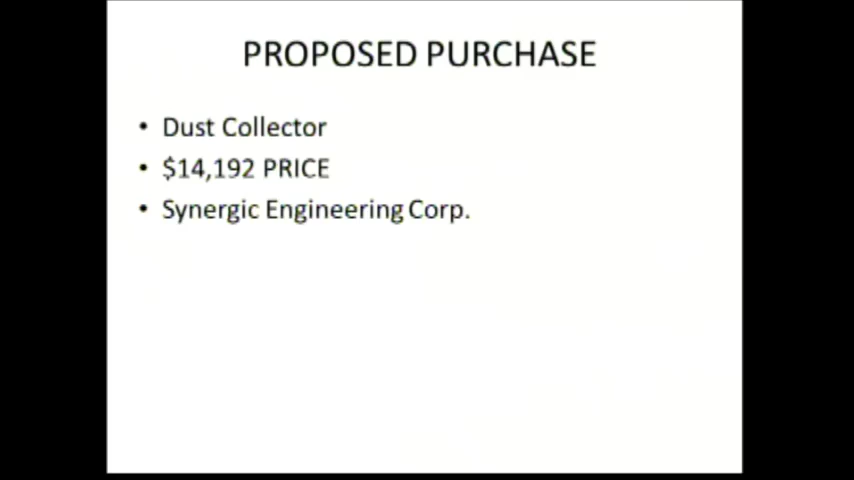 PROPOSED PURCHASE
• Dust Collector
• $14,192 PRICE
• Synergic Engineering Corp.